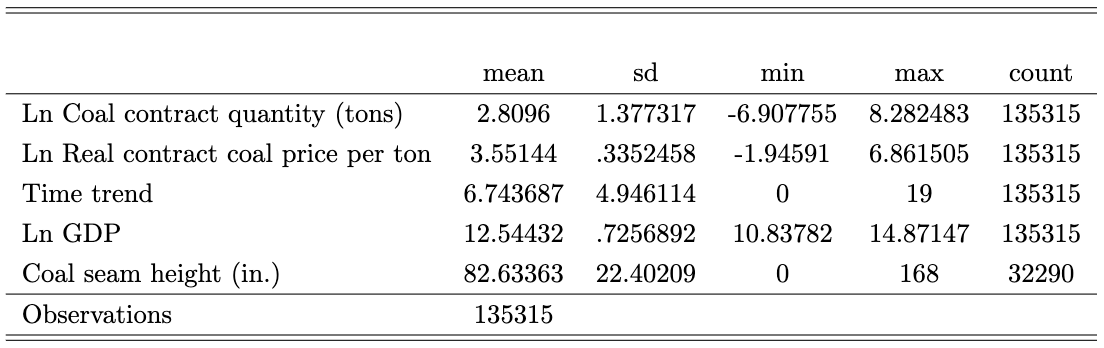 mean sd min max count
Ln Coal contract quantity (tons) 2.8096 1.377317 -6.907755 8.282483 135315
Ln Real contract coal price per ton 3.55144 .3352458 -1.94591 6.861505 135315
Time trend 6.743687 4.946114 0 19 135315
Ln GDP 12.54432 .7256892 10.83782 14.87147 135315
Coal seam height (in.) 82.63363 22.40209 0 168 32290
Observations 135315